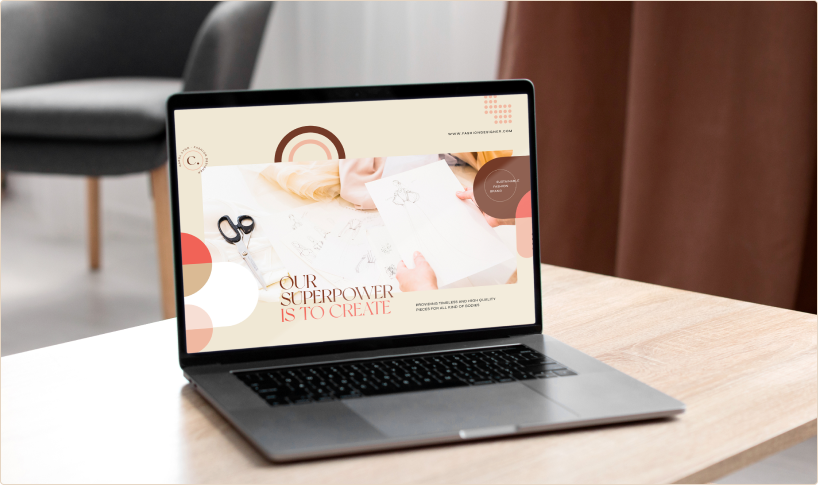 WWW.FASHIONDESIGNER.COM
C.
SUSTAINABLE
FASHION
DESIGN
OUR
SUPERPOWER
IS TO CREATE
PROVIDING TIMELESS AND HIGH QUALITY
PIECES FOR ALL KIND OF BODIES